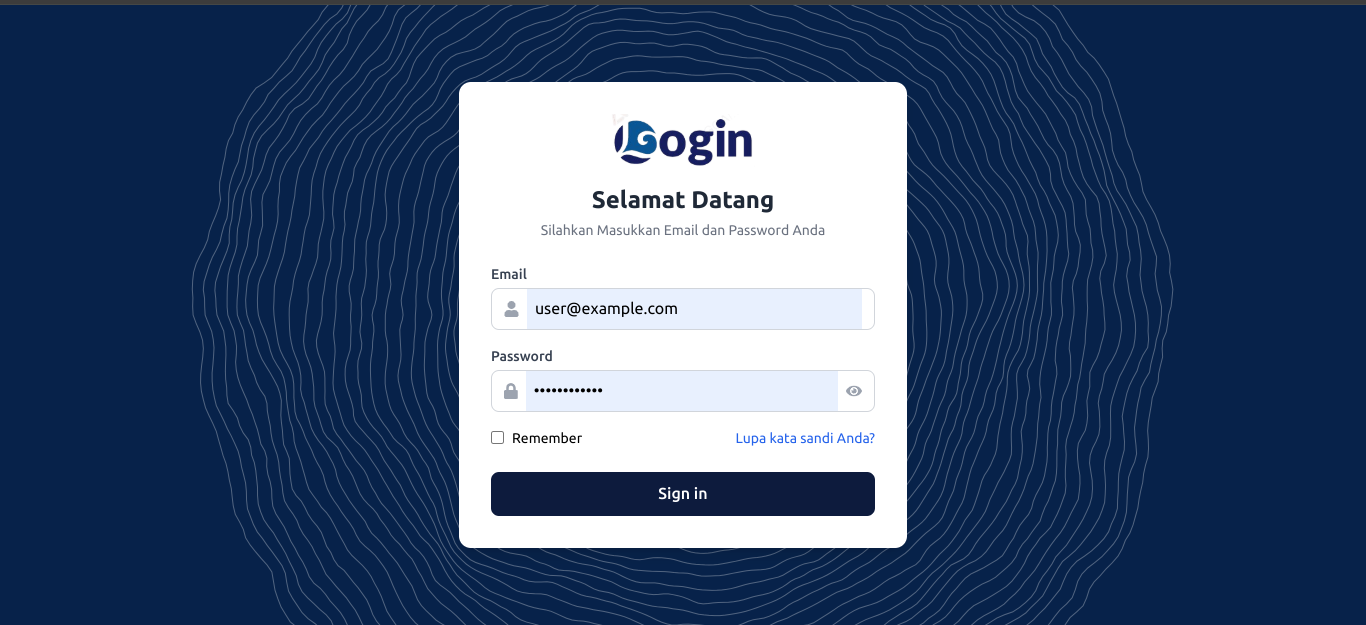 Login
Selamat Datang
Silahkan Masukkan Email dan Password Anda
Email
user@example.com
Password
••••••••••••
Remember
Lupa kata sandi Anda?
Sign in